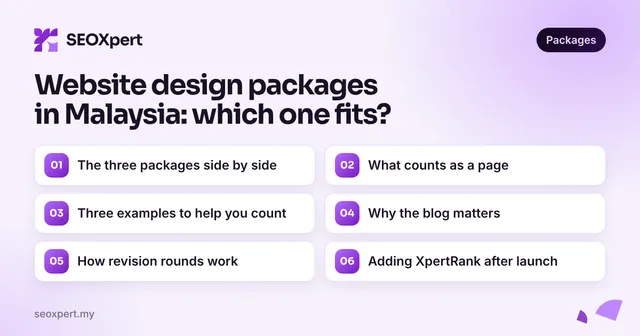 SEOXpert
Packages
Website design packages
in Malaysia: which one fits?
01 The three packages side by side
02 What counts as a page
03 Three examples to help you count
04 Why the blog matters
05 How revision rounds work
06 Adding XpertRank after launch
seoxpert.my